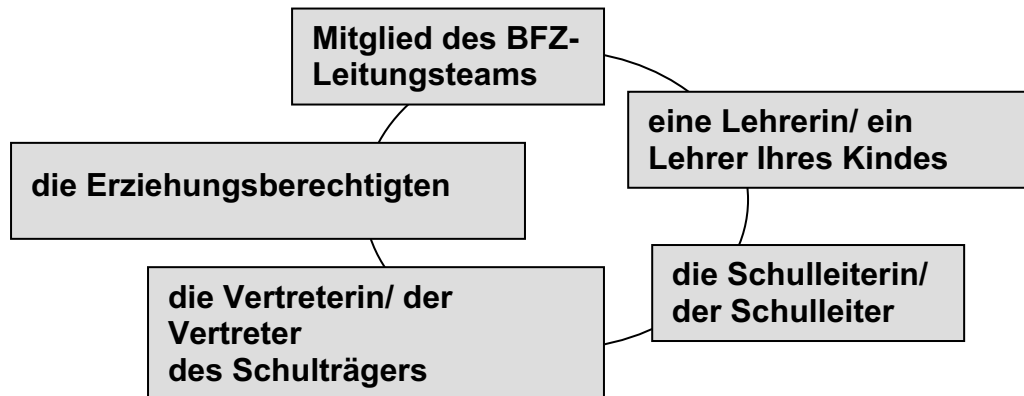 Mitglied des BFZ-
Leitungsteams
eine Lehrerin/ ein
Lehrer Ihres Kindes
die Erziehungsberechtigten
die Schulleiterin/
der Schulleiter
die Vertreterin/ der
Vertreter
des Schulträgers